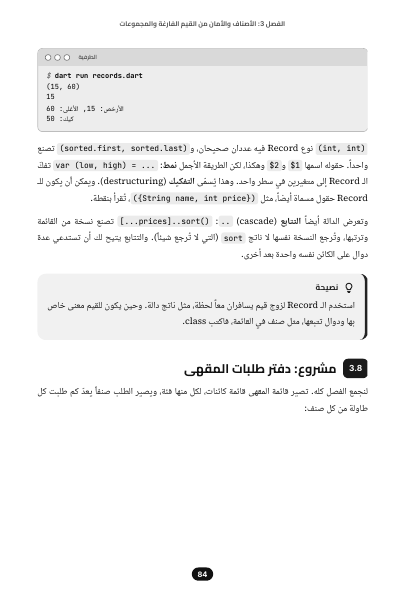 الفصل 3: الأصناف والأمان من القيم الفارغة والمجموعات
الطرفية
$ dart run records.dart
(15, 60)
15
الأرخص: 15, الأغلى: 60
كيك: 50
(int, int) نوع Record فيه عددان صحيحان، و(sorted.first, sorted.last) تصنع
واحداً. حقوله اسمها $1 و$2 وهكذا، لكن الطريقة الأجمل نمط: var (low, high) = ... تفكّ
الـ Record إلى متغيرين في سطر واحد. وهذا يُسمّى التفكيك (destructuring). ويمكن أن يكون للـ
Record حقول مسماة أيضاً، مثل ({String name, int price})، تُقرأ بنقطة.
وتعرض الدالة أيضاً التتابع (cascade) ..: [...prices]..sort() تصنع نسخة من القائمة
وترتبها، وتُرجع النسخة نفسها لا ناتج sort (التي لا تُرجع شيئاً). والتتابع يتيح لك أن تستدعي عدة
دوال على الكائن نفسه واحدة بعد أخرى.
نصيحة
استخدم الـ Record لزوج قيم يسافران معاً لحظة، مثل ناتج دالة. وحين يكون للقيم معنى خاص
بها ودوال تتبعها، مثل صنف في القائمة، فاكتب class.
3.8 مشروع: دفتر طلبات المقهى
لنجمع الفصل كله. تصير قائمة المقهى قائمة كائنات، لكل منها فئة، ويصير الطلب صنفاً يعدّ كم طلبت كل
طاولة من كل صنف:
84